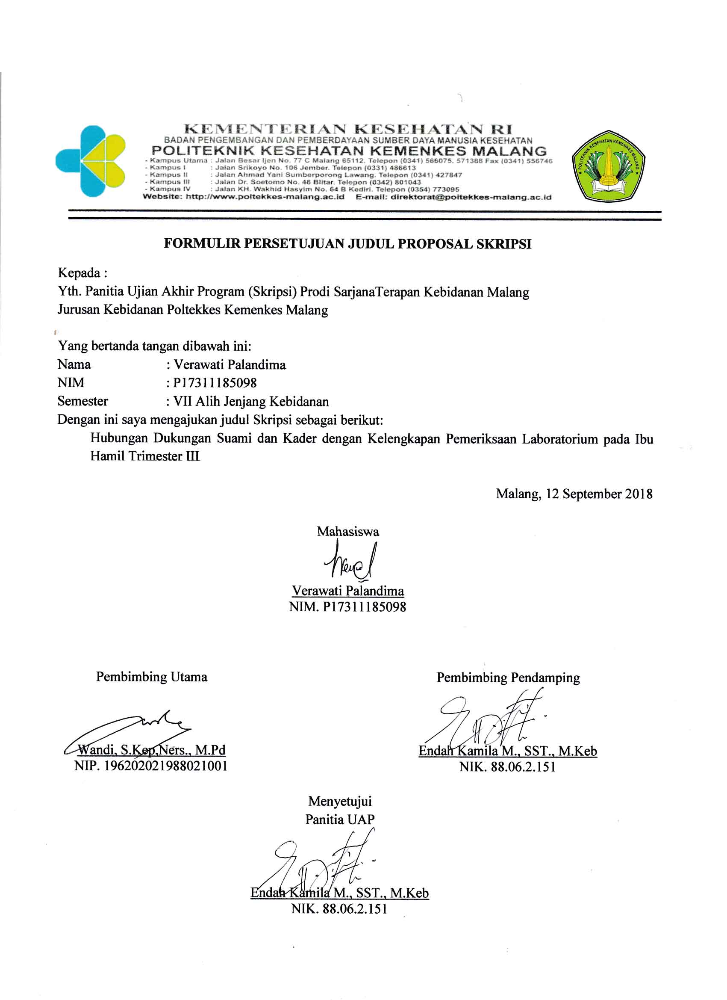 KEMENTERIAN KESEHATAN RI
BADAN PENGEMBANGAN DAN PEMBERDAYAAN SUMBER DAYA MANUSIA KESEHATAN
POLITEKNIK KESEHATAN KEMENKES MALANG
- Kampus Utama : Jalan Besar Ijen No. 77 C Malang 65112. Telepon (0341) 566075, 571388 Fax (0341) 556746
- Kampus I : Jalan Srikoyo No. 106 Jember. Telepon (0331) 486613
- Kampus II : Jalan Ahmad Yani Sumberporong Lawang. Telepon (0341) 427847
- Kampus III : Jalan Dr. Soetomo No. 46 Blitar. Telepon (0342) 801043
- Kampus IV : Jalan KH. Wakhid Hasyim No. 64 B Kediri. Telepon (0354) 773095
Website: http://www.poltekkes-malang.ac.id E-mail: direktorat@poltekkes-malang.ac.id
POLITEKNIK KESEHATAN KEMENKES MALANG
FORMULIR PERSETUJUAN JUDUL PROPOSAL SKRIPSI
Kepada :
Yth. Panitia Ujian Akhir Program (Skripsi) Prodi SarjanaTerapan Kebidanan Malang
Jurusan Kebidanan Poltekkes Kemenkes Malang
Yang bertanda tangan dibawah ini:
Nama : Verawati Palandima
NIM : P17311185098
Semester : VII Alih Jenjang Kebidanan
Dengan ini saya mengajukan judul Skripsi sebagai berikut:
Hubungan Dukungan Suami dan Kader dengan Kelengkapan Pemeriksaan Laboratorium pada Ibu
Hamil Trimester III
Malang, 12 September 2018
Mahasiswa
Verawati Palandima
NIM. P17311185098
Pembimbing Utama
Wandi, S.Kep,Ners., M.Pd
NIP. 196202021988021001
Pembimbing Pendamping
Endah Kamila M., SST., M.Keb
NIK. 88.06.2.151
Menyetujui
Panitia UAP
Endah Kamila M., SST., M.Keb
NIK. 88.06.2.151